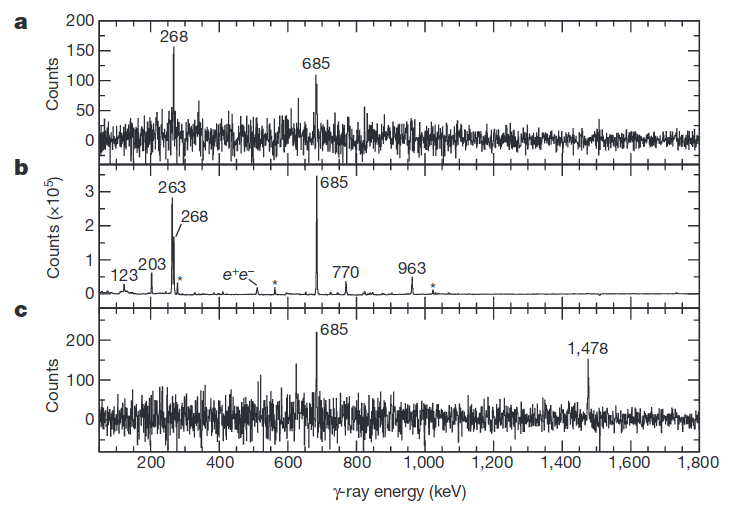 a
200
150
100
50
0
Counts
268
685
b
3
2
1
0
Counts (×10⁵)
263
268
685
123
203
*
e⁺e⁻
*
770
963
*
c
200
100
0
Counts
685
1,478
200 400 600 800 1,000 1,200 1,400 1,600 1,800
γ-ray energy (keV)